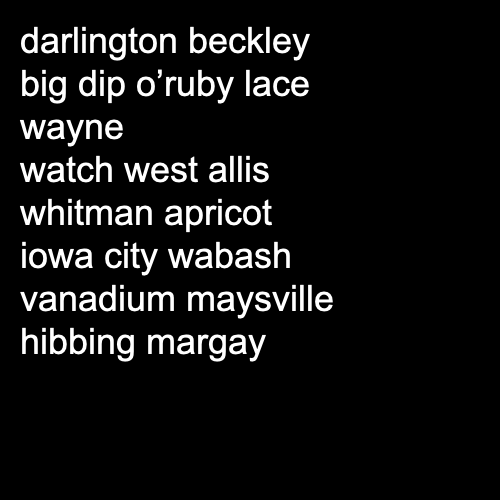 darlington beckley
big dip o’ruby lace
wayne
watch west allis
whitman apricot
iowa city wabash
vanadium maysville
hibbing margay